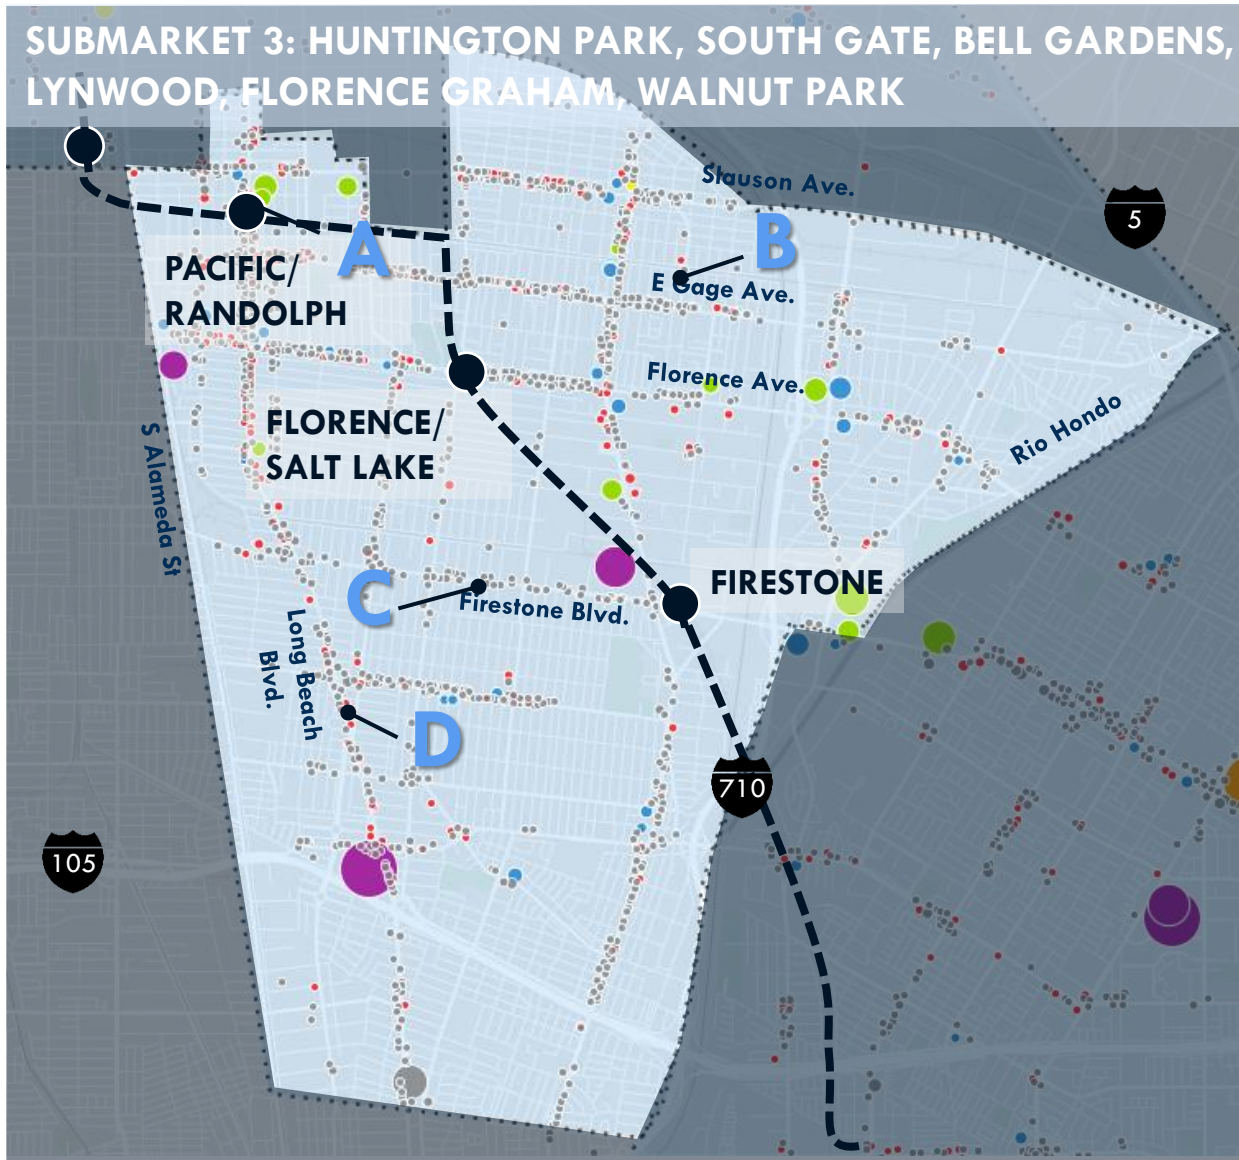 SUBMARKET 3: HUNTINGTON PARK, SOUTH GATE, BELL GARDENS,
LYNWOOD, FLORENCE GRAHAM, WALNUT PARK
Slauson Ave.
5
A
B
PACIFIC/
RANDOLPH
E Gage Ave.
Florence Ave.
FLORENCE/
SALT LAKE
Rio Hondo
S Alameda St
C
Firestone Blvd.
FIRESTONE
Long Beach
Blvd.
D
710
105